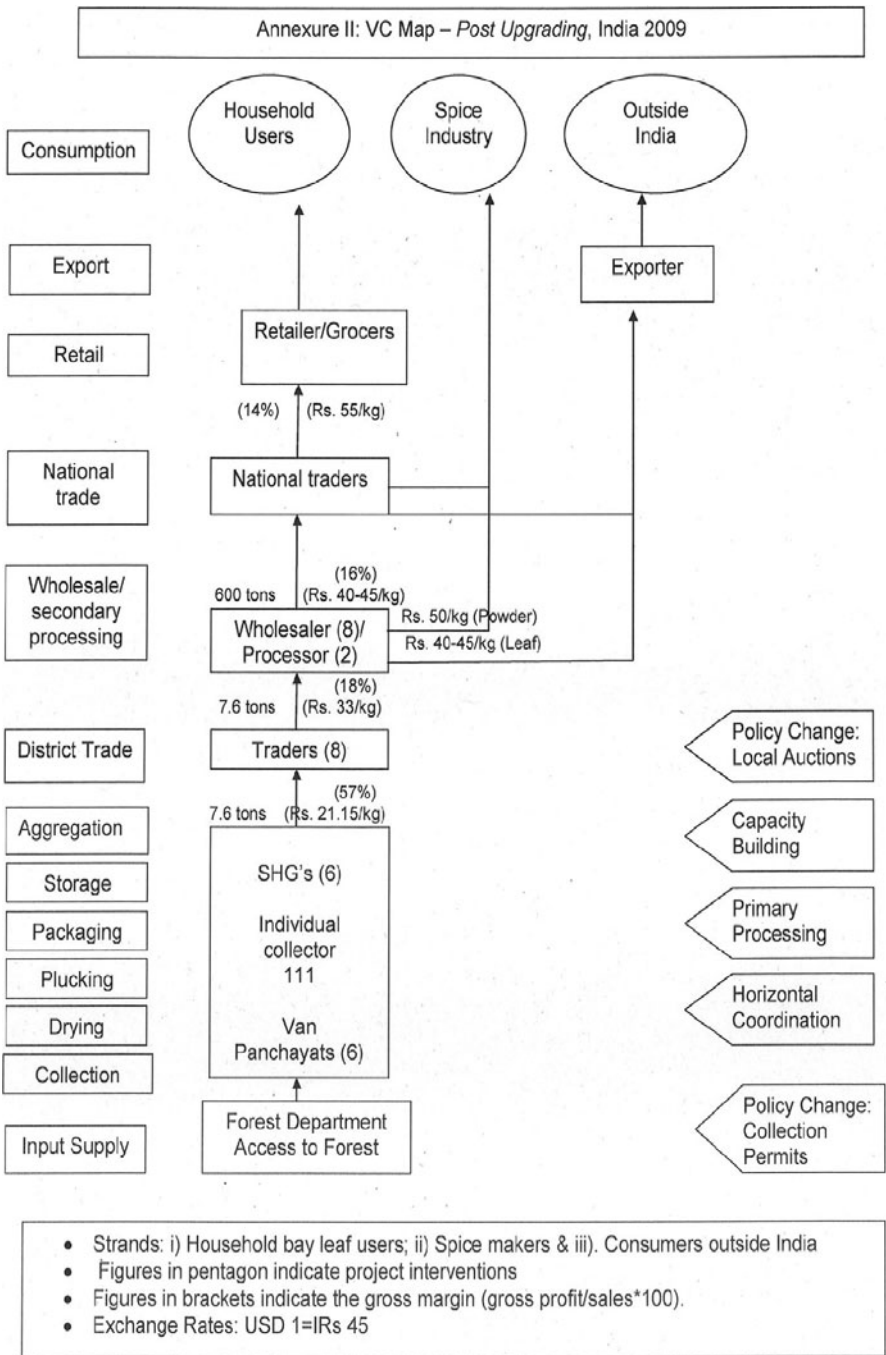 Annexure II: VC Map – Post Upgrading, India 2009
Household
Users
Spice
Industry
Outside
India
Consumption
Export
Exporter
Retailer/Grocers
Retail
(14%) (Rs. 55/kg)
National
trade
National traders
(16%)
600 tons (Rs. 40-45/kg)
Wholesale/
secondary
processing
Rs. 50/kg (Powder)
Wholesaler (8)/
Processor (2)
Rs. 40-45/kg (Leaf)
(18%)
7.6 tons (Rs. 33/kg)
District Trade
Traders (8)
Policy Change:
Local Auctions
(57%)
7.6 tons (Rs. 21.15/kg)
Aggregation
Capacity
Building
SHG's (6)
Storage
Individual
collector
111
Packaging
Primary
Processing
Plucking
Horizontal
Coordination
Drying
Van
Panchayats (6)
Collection
Forest Department
Access to Forest
Input Supply
Policy Change:
Collection
Permits
• Strands: i) Household bay leaf users; ii) Spice makers & iii). Consumers outside India
• Figures in pentagon indicate project interventions
• Figures in brackets indicate the gross margin (gross profit/sales*100).
• Exchange Rates: USD 1=IRs 45